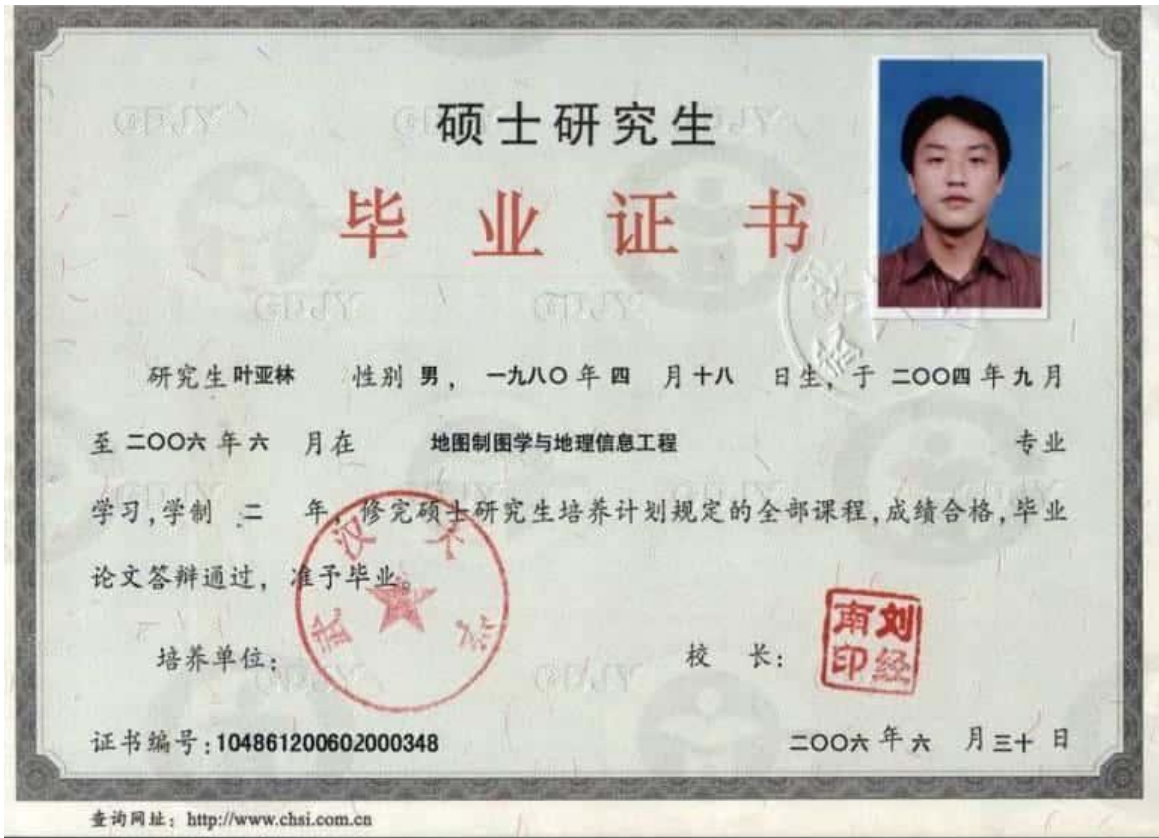 硕士研究生
毕业证书
研究生 叶亚林 性别 男，一九八〇年四月十八日生，于二〇〇四年九月
至二〇〇六年六月在 地图制图学与地理信息工程 专业
学习，学制 二 年，修完硕士研究生培养计划规定的全部课程，成绩合格，毕业
论文答辩通过，准予毕业。
武汉大学
培养单位： 校 长：
刘经南印
证书编号：104861200602000348 二〇〇六年六月三十日
查询网址：http://www.chsi.com.cn